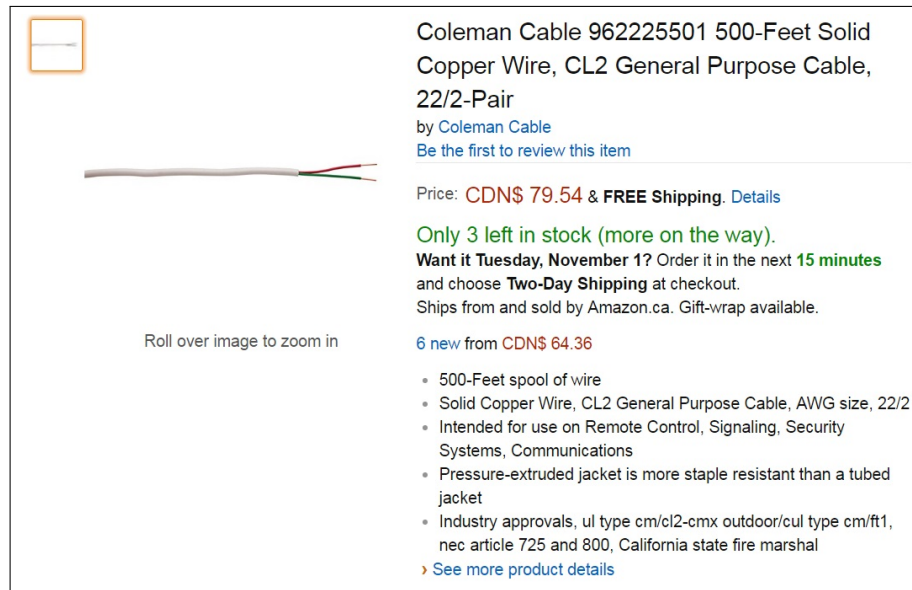 Coleman Cable 962225501 500-Feet Solid
Copper Wire, CL2 General Purpose Cable,
22/2-Pair
by Coleman Cable
Be the first to review this item
Price: CDN$ 79.54 & FREE Shipping. Details
Only 3 left in stock (more on the way).
Want it Tuesday, November 1? Order it in the next 15 minutes
and choose Two-Day Shipping at checkout.
Ships from and sold by Amazon.ca. Gift-wrap available.
Roll over image to zoom in
6 new from CDN$ 64.36
• 500-Feet spool of wire
• Solid Copper Wire, CL2 General Purpose Cable, AWG size, 22/2
• Intended for use on Remote Control, Signaling, Security
Systems, Communications
• Pressure-extruded jacket is more staple resistant than a tubed
jacket
• Industry approvals, ul type cm/cl2-cmx outdoor/cul type cm/ft1,
nec article 725 and 800, California state fire marshal
› See more product details